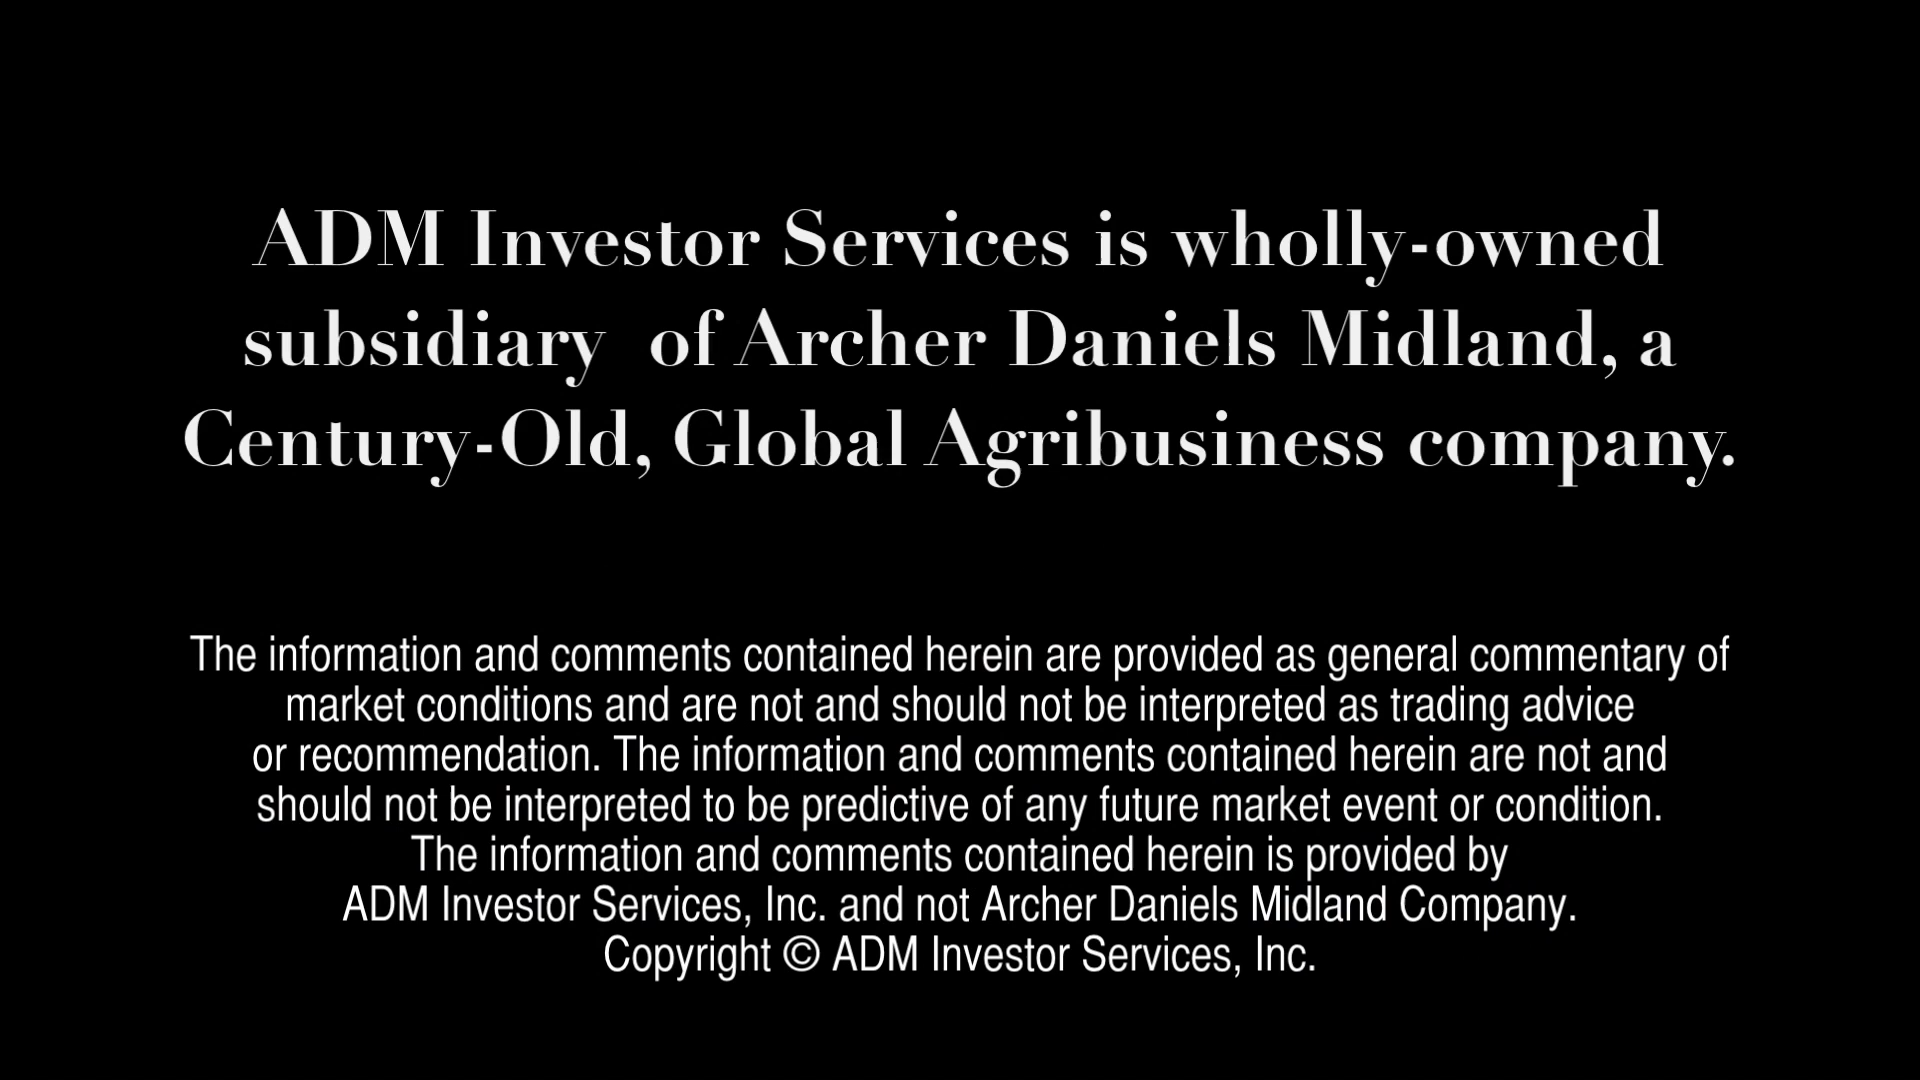 ADM Investor Services is wholly-owned
subsidiary  of Archer Daniels Midland, a
Century-Old, Global Agribusiness company.
The information and comments contained herein are provided as general commentary of
market conditions and are not and should not be interpreted as trading advice
or recommendation. The information and comments contained herein are not and
should not be interpreted to be predictive of any future market event or condition.
The information and comments contained herein is provided by
ADM Investor Services, Inc. and not Archer Daniels Midland Company.
Copyright © ADM Investor Services, Inc.